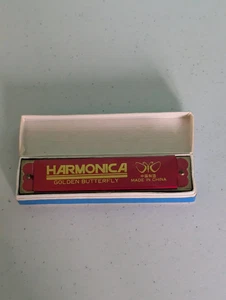 HARMONICA
GOLDEN BUTTERFLY
MADE IN CHINA